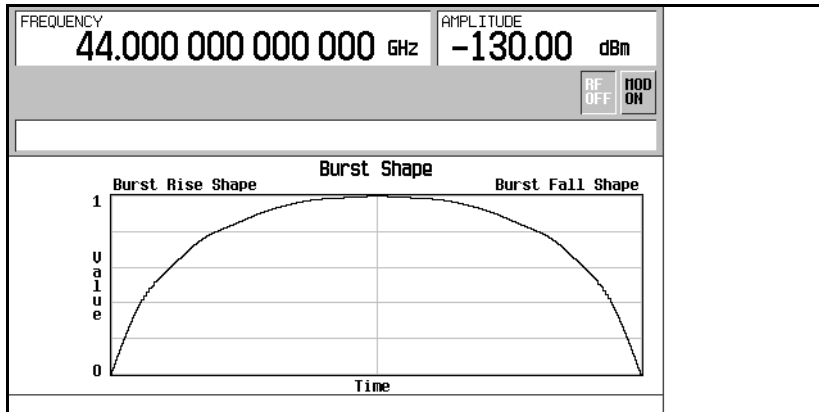 FREQUENCY
44.000 000 000 000 GHz
AMPLITUDE
-130.00 dBm
RF OFF
MOD ON
Burst Shape
Burst Rise Shape
Burst Fall Shape
1
Value
0
Time